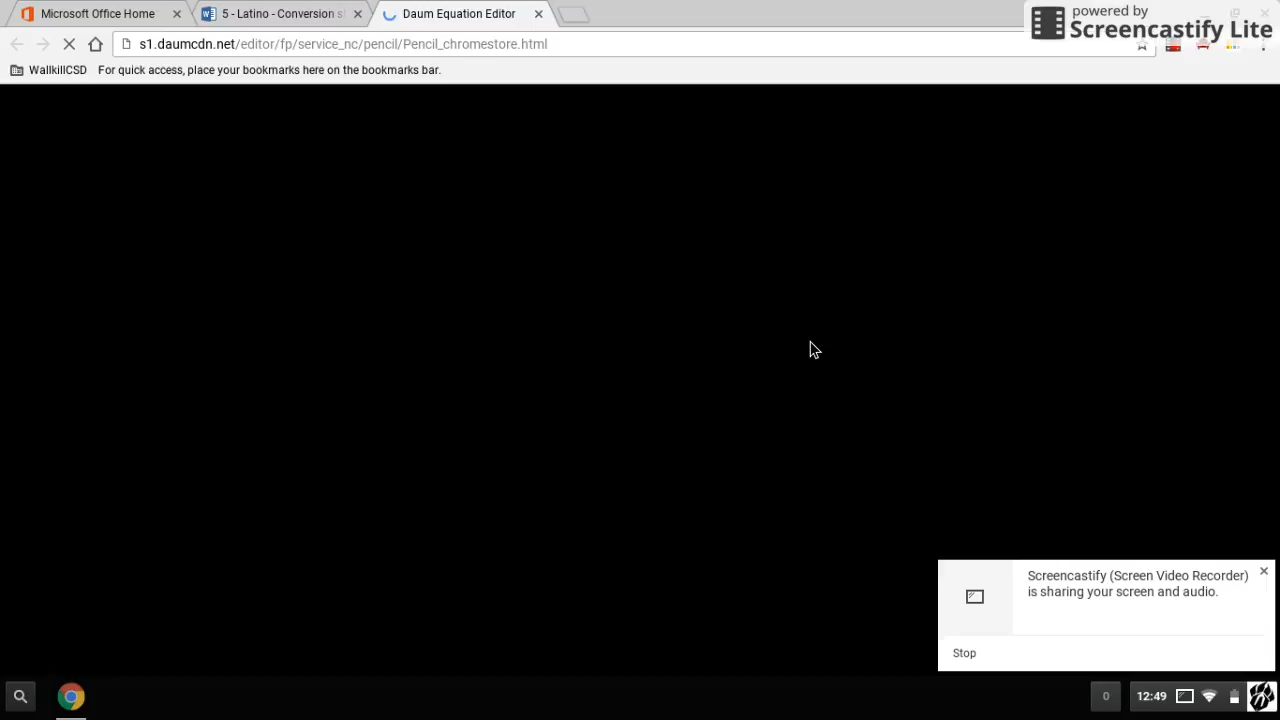 Microsoft Office Home
5 - Latino - Conversion s
Daum Equation Editor
powered by
Screencastify Lite
s1.daumcdn.net/editor/fp/service_nc/pencil/Pencil_chromestore.html
WallkillCSD
For quick access, place your bookmarks here on the bookmarks bar.
Screencastify (Screen Video Recorder)
is sharing your screen and audio.
Stop
0
12:49